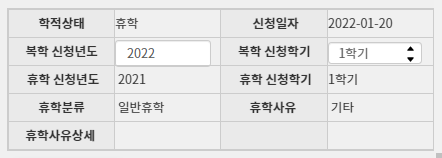 학적상태 휴학 신청일자 2022-01-20
복학 신청년도 2022 복학 신청학기 1학기
휴학 신청년도 2021 휴학 신청학기 1학기
휴학분류 일반휴학 휴학사유 기타
휴학사유상세